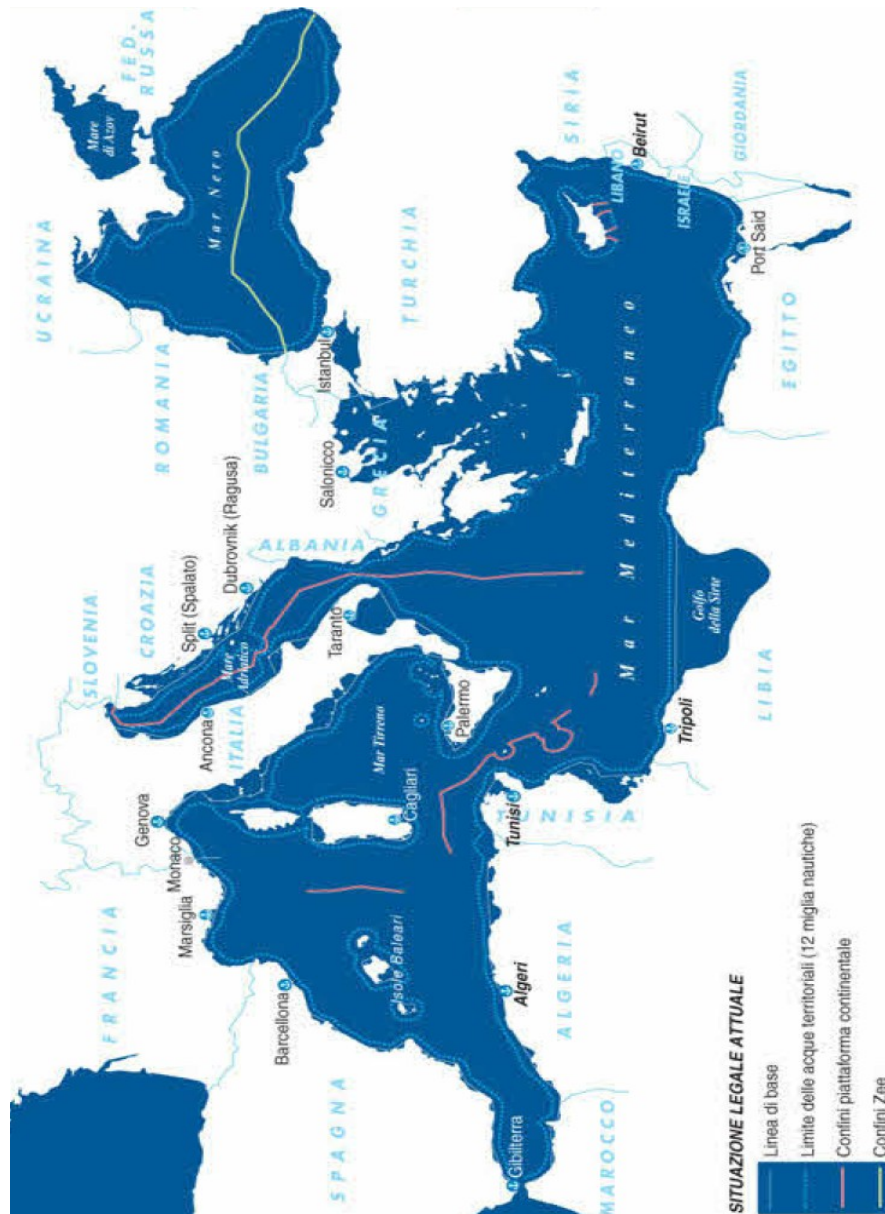 FED.
RUSSA
Mare
di Azov
UCRAINA
Mar Nero
ROMANIA
BULGARIA
Istanbul
TURCHIA
SIRIA
LIBANO
Beirut
ISRAELE
GIORDANIA
Port Said
EGITTO
Salonicco
GRECIA
ALBANIA
Dubrovnik (Ragusa)
Split (Spalato)
CROAZIA
SLOVENIA
Mare
Adriatico
Taranto
Ancona
ITALIA
Mar Tirreno
Palermo
Mar Mediterraneo
Golfo
della Sirte
LIBIA
Tripoli
Genova
Monaco
Marsiglia
Cagliari
Tunisi
TUNISIA
FRANCIA
Barcellona
Isole Baleari
Algeri
ALGERIA
SPAGNA
Gibilterra
MAROCCO
SITUAZIONE LEGALE ATTUALE
Linea di base
Limite delle acque territoriali (12 miglia nautiche)
Confini piattaforma continentale
Confini Zee